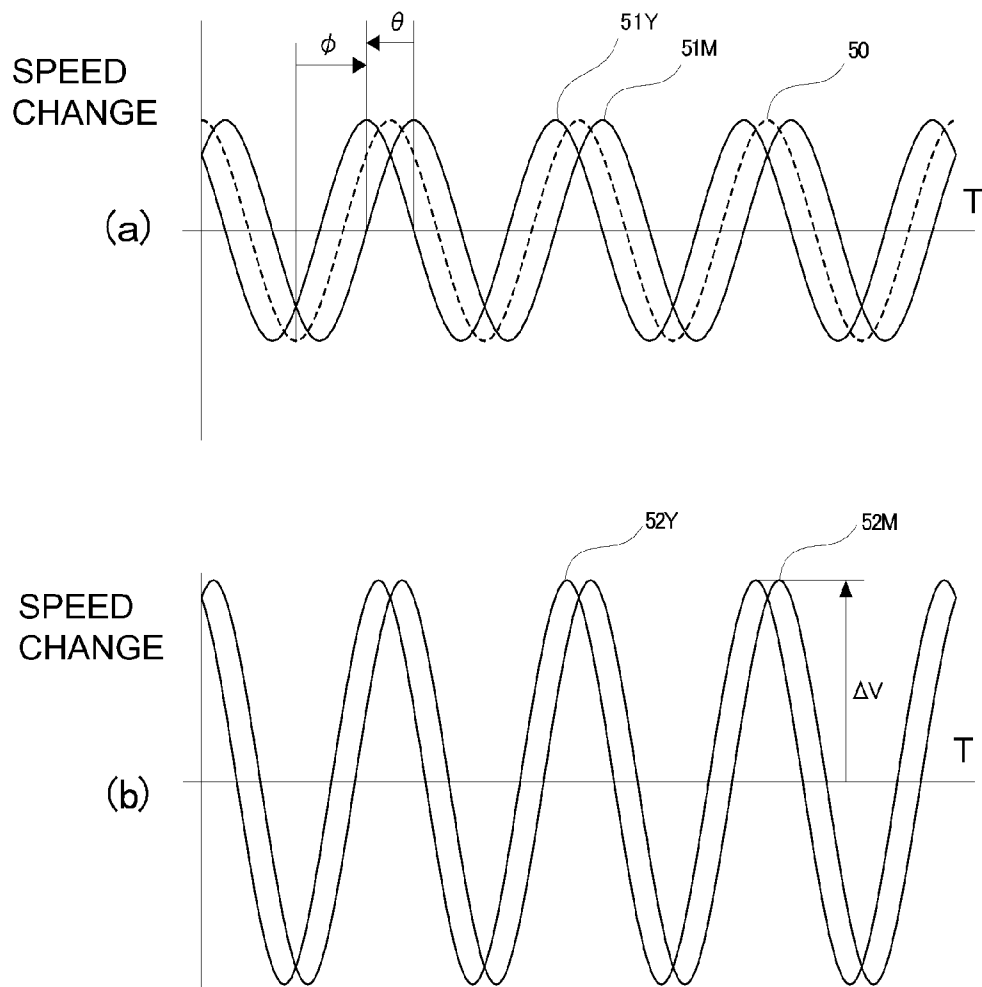 θ
ϕ
51Y
51M
50
SPEED
CHANGE
T
(a)
52Y
52M
SPEED
CHANGE
ΔV
T
(b)